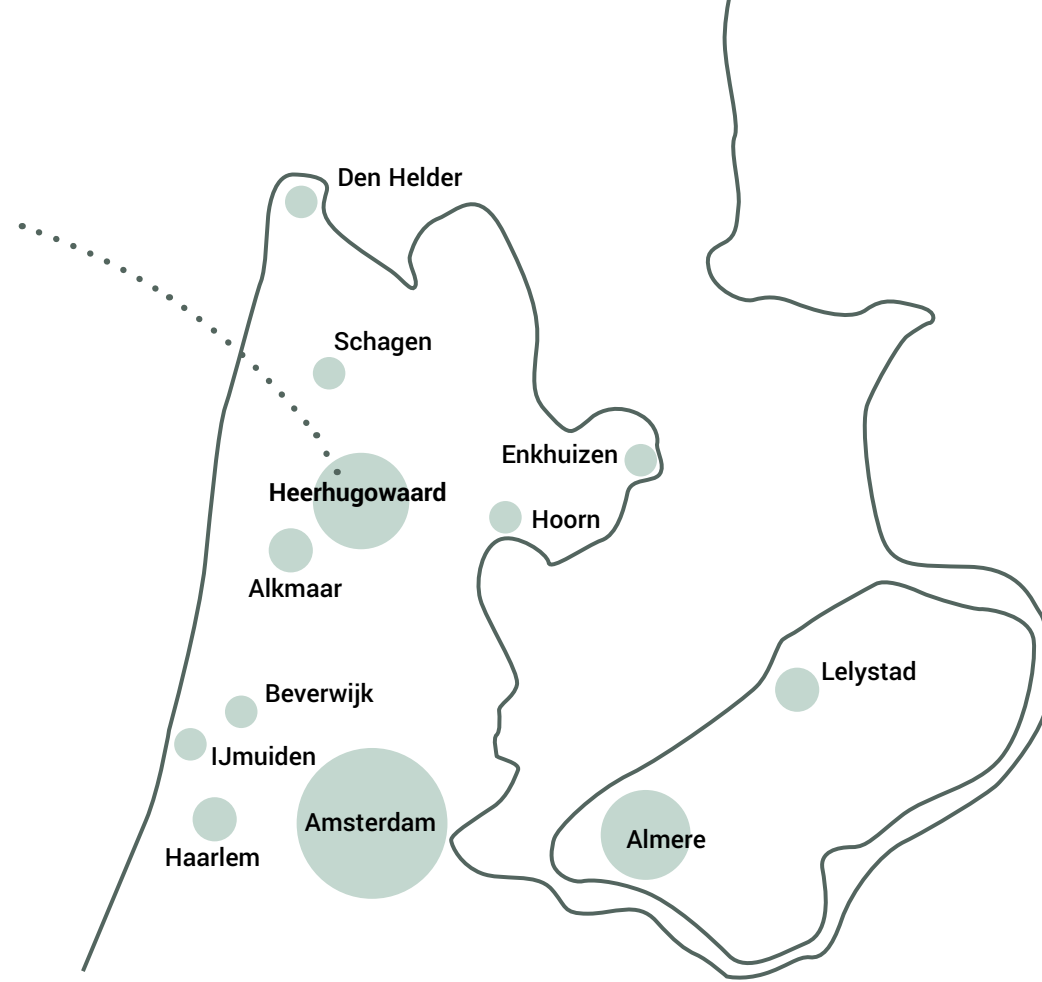 Den Helder
Schagen
Enkhuizen
Heerhugowaard
Hoorn
Alkmaar
Lelystad
Beverwijk
IJmuiden
Amsterdam
Almere
Haarlem